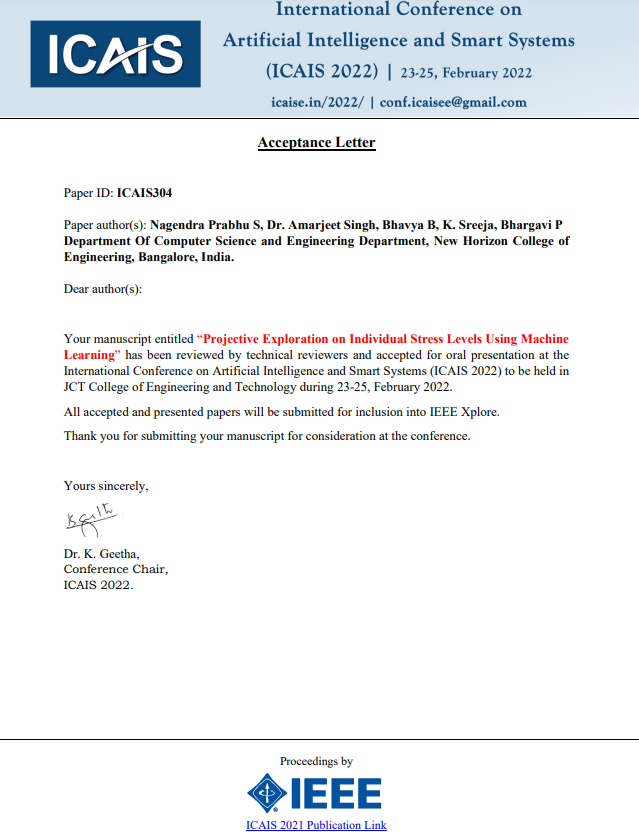 ICAIS
International Conference on
Artificial Intelligence and Smart Systems
(ICAIS 2022) | 23-25, February 2022
icaise.in/2022/ | conf.icaisee@gmail.com
Acceptance Letter
Paper ID: ICAIS304
Paper author(s): Nagendra Prabhu S, Dr. Amarjeet Singh, Bhavya B, K. Sreeja, Bhargavi P
Department Of Computer Science and Engineering Department, New Horizon College of
Engineering, Bangalore, India.
Dear author(s):
Your manuscript entitled “Projective Exploration on Individual Stress Levels Using Machine
Learning” has been reviewed by technical reviewers and accepted for oral presentation at the
International Conference on Artificial Intelligence and Smart Systems (ICAIS 2022) to be held in
JCT College of Engineering and Technology during 23-25, February 2022.
All accepted and presented papers will be submitted for inclusion into IEEE Xplore.
Thank you for submitting your manuscript for consideration at the conference.
Yours sincerely,
Dr. K. Geetha,
Conference Chair,
ICAIS 2022.
Proceedings by
IEEE
ICAIS 2021 Publication Link